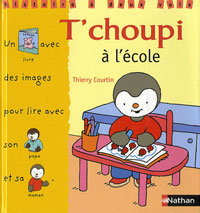 histoire à deux voix
T'choupi
à l'école
Thierry Courtin
Un avec
livre
des images
pour lire avec
son
papa
et sa
maman
Nathan